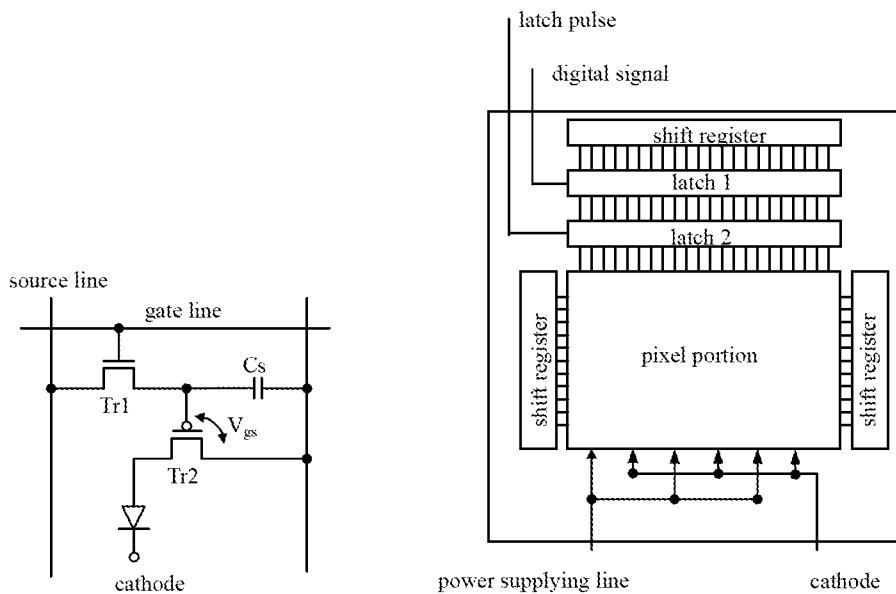 latch pulse
digital signal
shift register
latch 1
latch 2
source line
gate line
Cs
Tr1
Vgs
Tr2
cathode
shift register
pixel portion
shift register
power supplying line
cathode